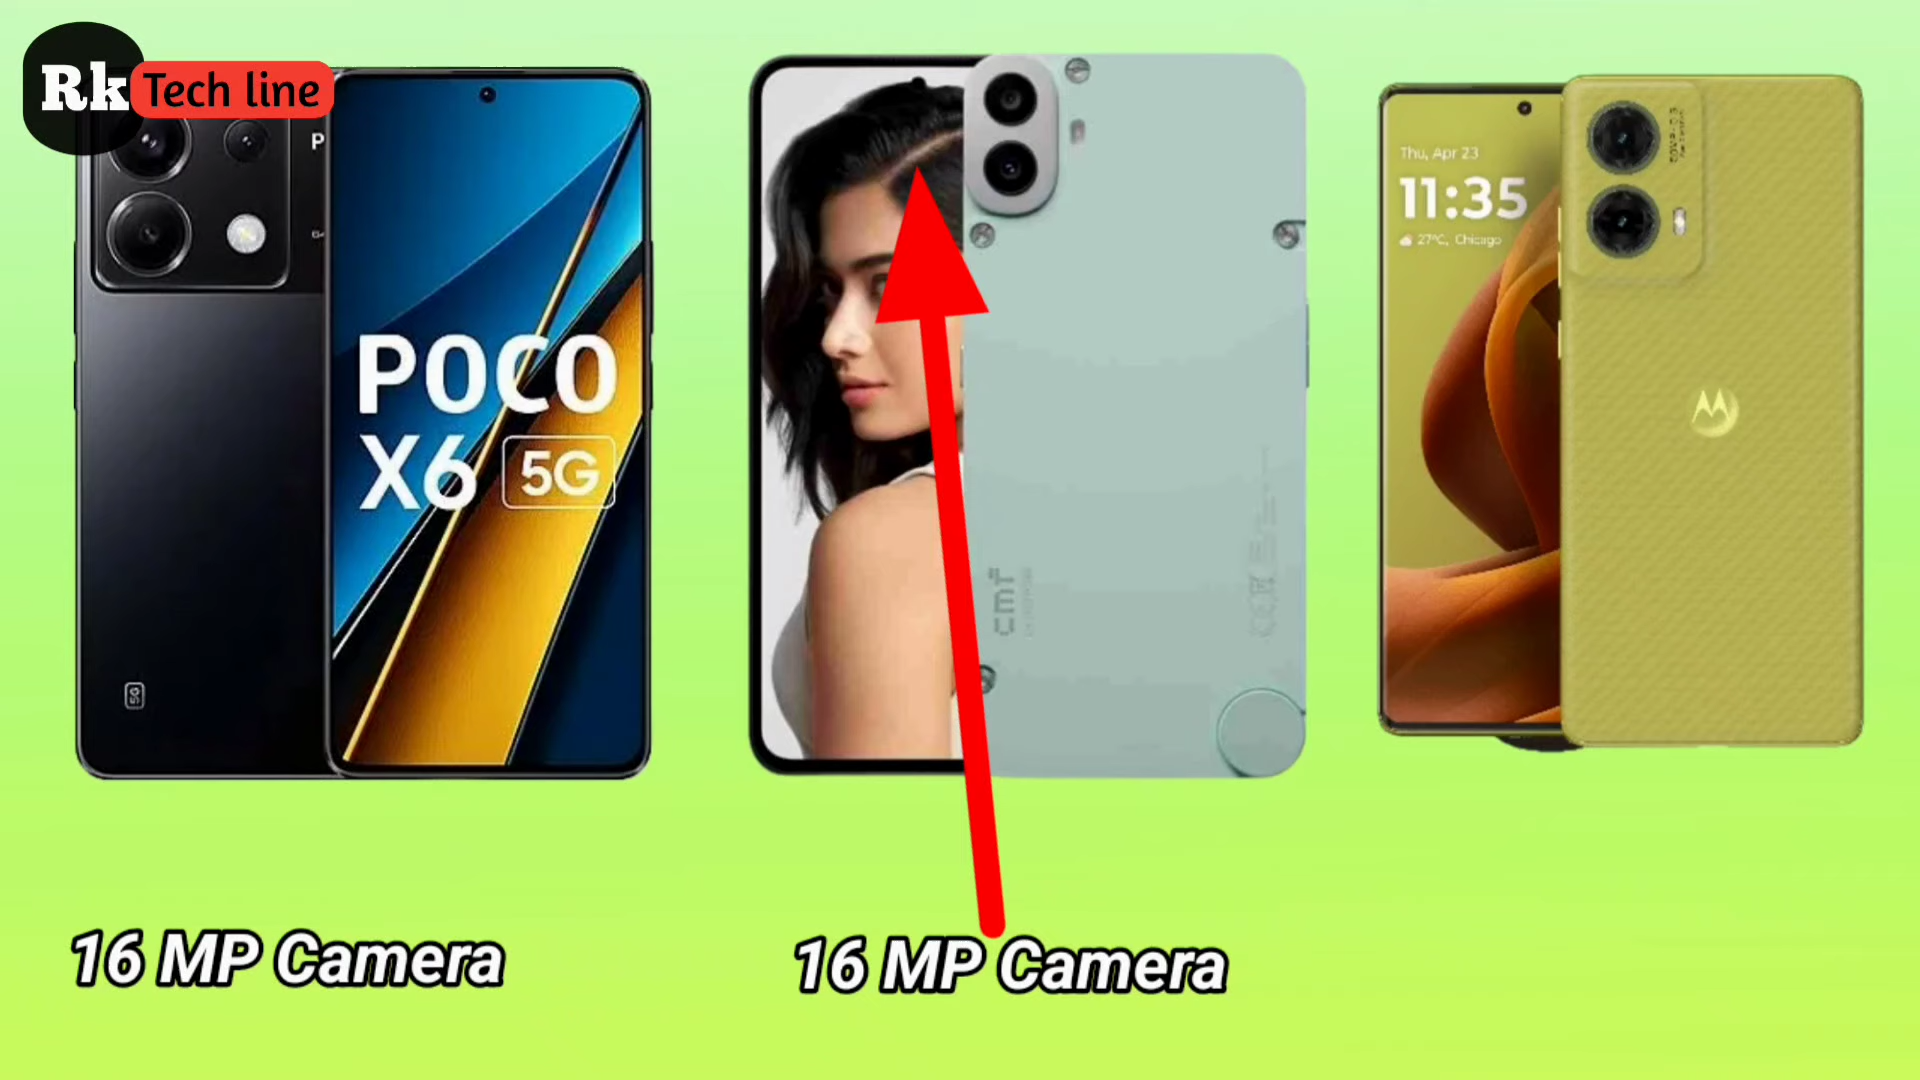 Rk Tech line
P
POCO
X6 5G
5G
cmf
Thu, Apr 23
11:35
27°C, Chicago
16 MP Camera
16 MP Camera